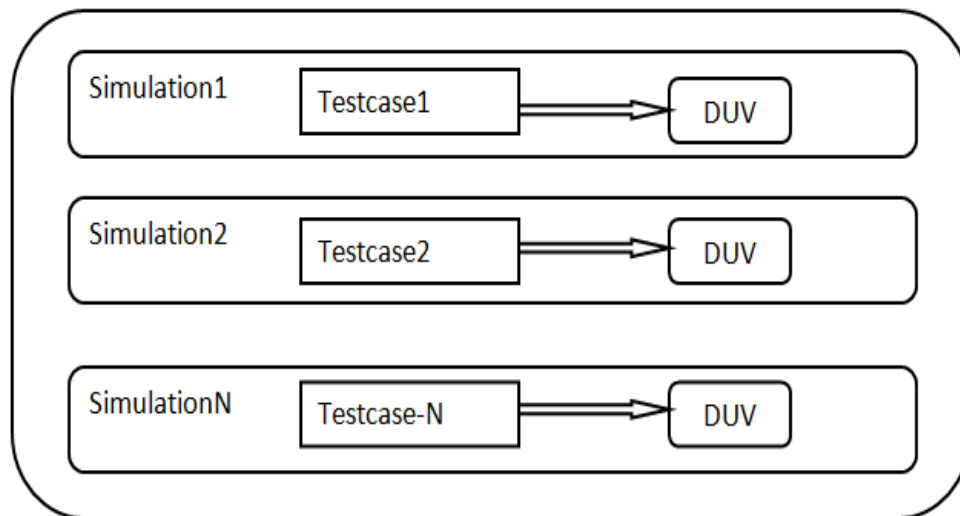 Simulation1
Testcase1
DUV
Simulation2
Testcase2
DUV
SimulationN
Testcase-N
DUV